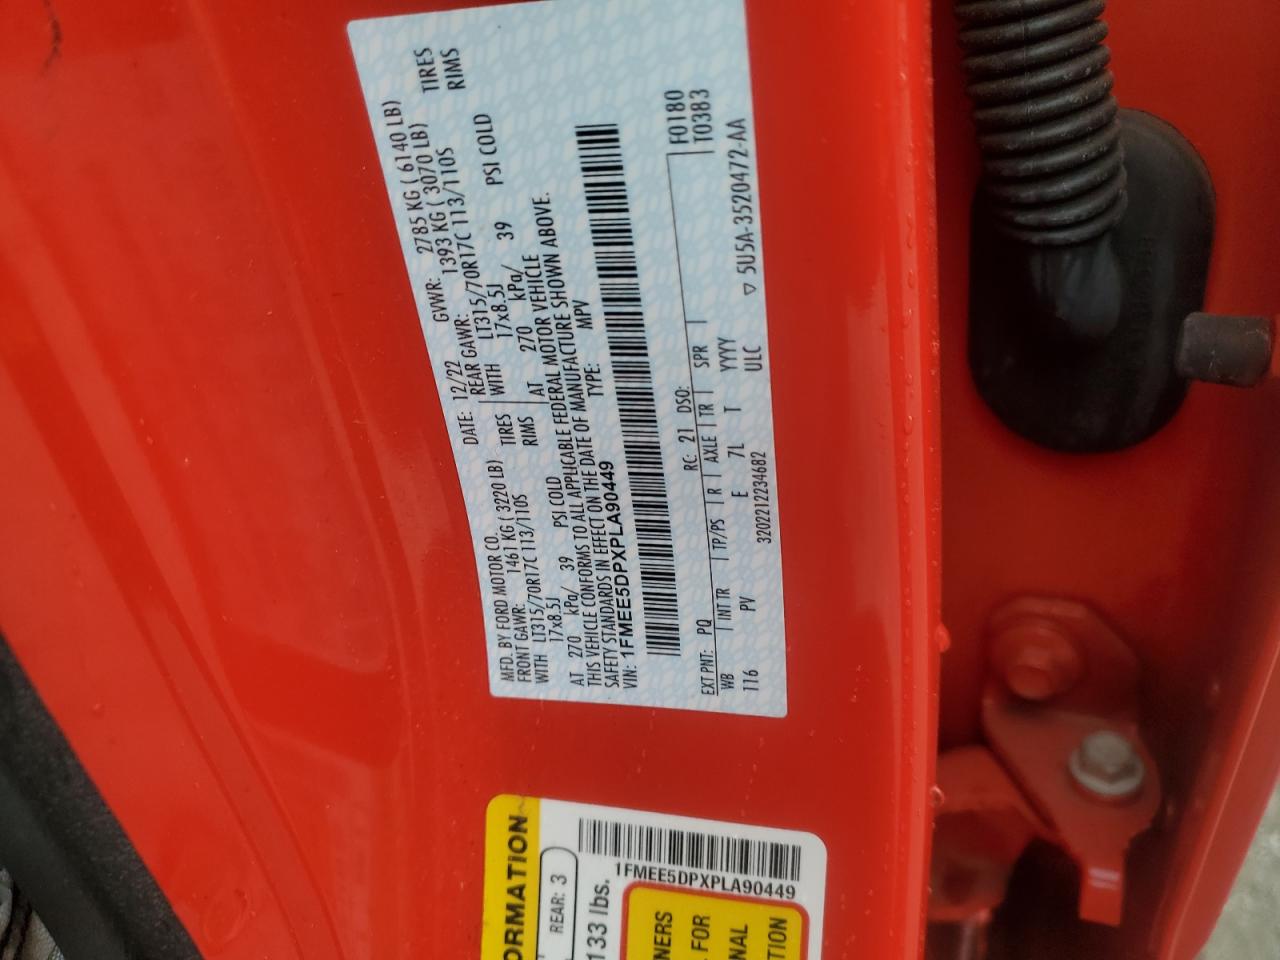 MFD. BY FORD MOTOR CO.
DATE: 12/22 GVWR: 2785 KG ( 6140 LB)
FRONT GAWR: 1461 KG ( 3220 LB) REAR GAWR: 1393 KG ( 3070 LB)
WITH LT315/70R17C 113/110S TIRES WITH LT315/70R17C 113/110S TIRES
17x8.5J RIMS 17x8.5J RIMS
AT 270 kPa/ 39 PSI COLD AT 270 kPa/ 39 PSI COLD
THIS VEHICLE CONFORMS TO ALL APPLICABLE FEDERAL MOTOR VEHICLE
SAFETY STANDARDS IN EFFECT ON THE DATE OF MANUFACTURE SHOWN ABOVE.
VIN: 1FMEE5DPXPLA90449 TYPE: MPV
EXT PNT: PQ RC: 21 DSO: F0180
WB INT TR TP/PS R AXLE TR SPR T0383
116 PV E 7L T YYYY
3202212234682 ULC ▽ 5U5A-3520472-AA
ORMATION
REAR: 3
133 lbs.
1FMEE5DPXPLA90449
NERS
FOR
NAL
TION